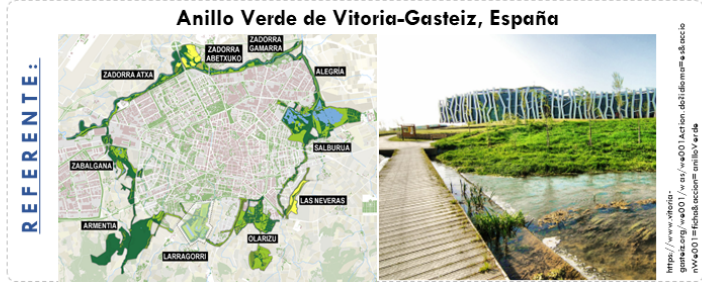 Anillo Verde de Vitoria-Gasteiz, España
REFERENTE:
ZADORRA
GAMARRA
ZADORRA
ABETXUKO
ZADORRA ATXA
ALEGRIA
SALBURUA
ZABALGANA
LAS NEVERAS
ARMENTIA
OLARIZU
LARRAGORRI
https://www.vitoria-
gasteiz.org/we001/was/we001Action.do?idioma=es&accio
nWe001=ficha&accion=anilloVerde